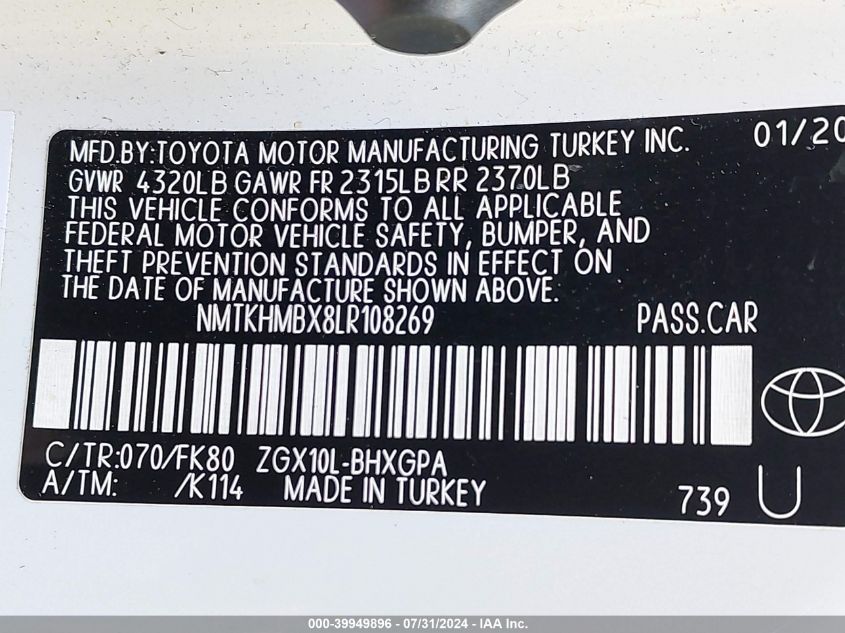 MFD.BY:TOYOTA MOTOR MANUFACTURING TURKEY INC. 01/20
GVWR 4320LB GAWR FR 2315LB RR 2370LB
THIS VEHICLE CONFORMS TO ALL APPLICABLE
FEDERAL MOTOR VEHICLE SAFETY, BUMPER, AND
THEFT PREVENTION STANDARDS IN EFFECT ON
THE DATE OF MANUFACTURE SHOWN ABOVE.
NMTKHMBX8LR108269 PASS.CAR
C/TR:070/FK80 ZGX10L-BHXGPA
A/TM: /K114 MADE IN TURKEY 739 U
000-39949896 - 07/31/2024 - IAA Inc.